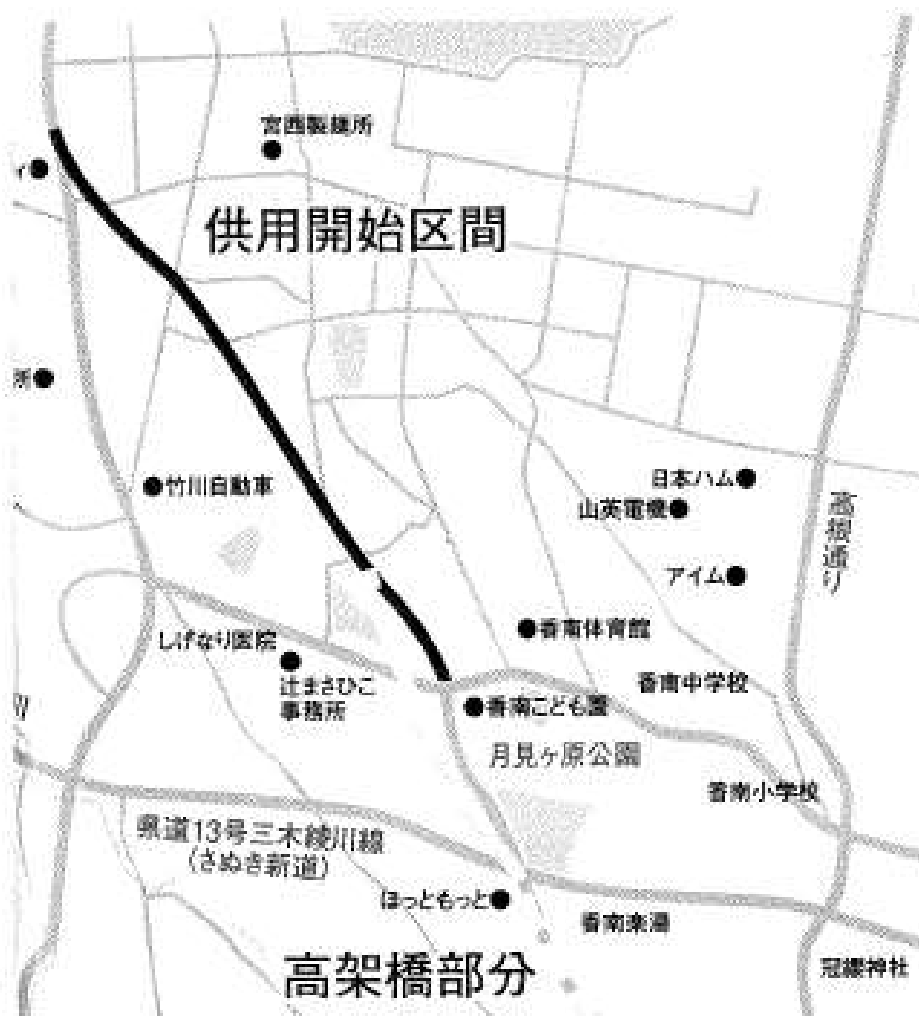 宮西製麺所
供用開始区間
所
竹川自動車
日本ハム
山英電機
高根通り
アイム
香南体育館
しげなり医院
辻まさひこ
事務所
香南中学校
香南こども園
月見ヶ原公園
香南小学校
県道13号三木綾川線
(さぬき新道)
ほっともっと
香南楽湯
高架橋部分
冠纓神社